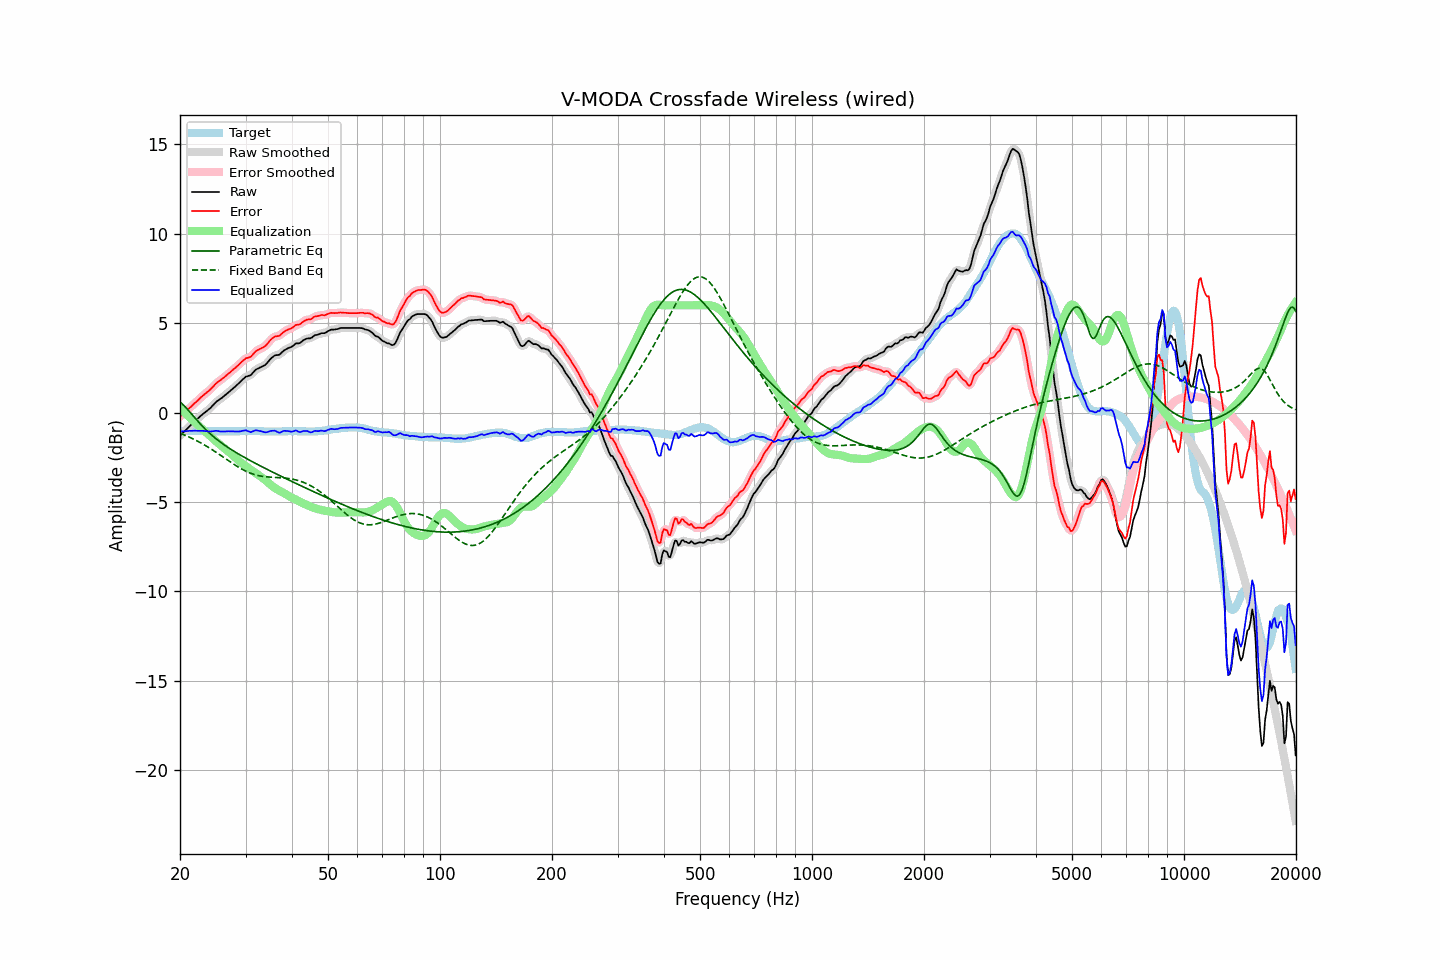 V-MODA Crossfade Wireless (wired)
Target
Raw Smoothed
Error Smoothed
Raw
Error
Equalization
Parametric Eq
Fixed Band Eq
Equalized
15
10
5
0
−5
−10
−15
−20
Amplitude (dBr)
20
50
100
200
500
1000
2000
5000
10000
20000
Frequency (Hz)